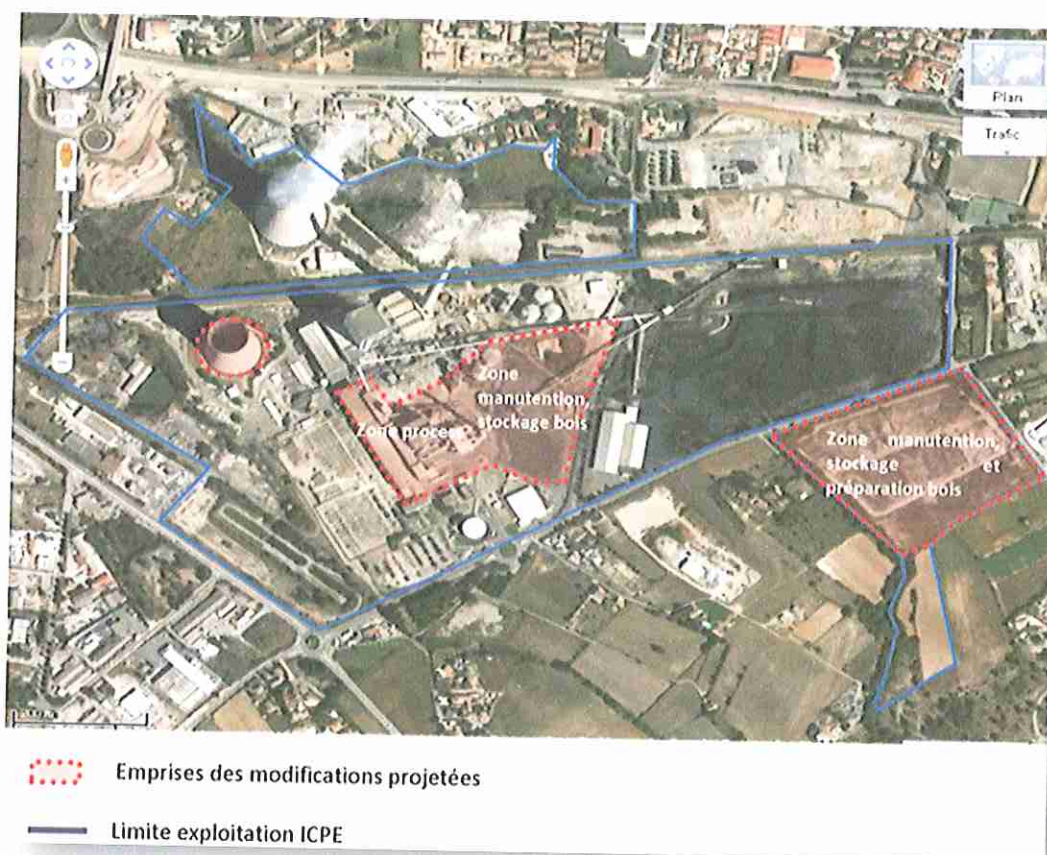 Plan
Trafic
Zone
manutention,
stockage bois
Zone process
Zone manutention,
stockage et
préparation bois
Emprises des modifications projetées
Limite exploitation ICPE